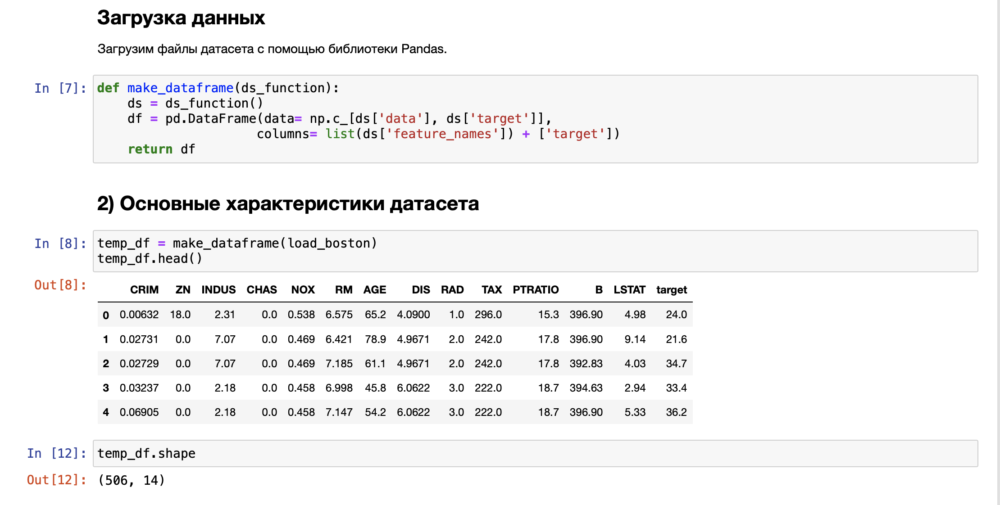 Загрузка данных
Загрузим файлы датасета с помощью библиотеки Pandas.
In [7]: def make_dataframe(ds_function):
    ds = ds_function()
    df = pd.DataFrame(data= np.c_[ds['data'], ds['target']],
                     columns= list(ds['feature_names']) + ['target'])
    return df
2) Основные характеристики датасета
In [8]: temp_df = make_dataframe(load_boston)
temp_df.head()
Out[8]:
CRIM ZN INDUS CHAS NOX RM AGE DIS RAD TAX PTRATIO B LSTAT target
0 0.00632 18.0 2.31 0.0 0.538 6.575 65.2 4.0900 1.0 296.0 15.3 396.90 4.98 24.0
1 0.02731 0.0 7.07 0.0 0.469 6.421 78.9 4.9671 2.0 242.0 17.8 396.90 9.14 21.6
2 0.02729 0.0 7.07 0.0 0.469 7.185 61.1 4.9671 2.0 242.0 17.8 392.83 4.03 34.7
3 0.03237 0.0 2.18 0.0 0.458 6.998 45.8 6.0622 3.0 222.0 18.7 394.63 2.94 33.4
4 0.06905 0.0 2.18 0.0 0.458 7.147 54.2 6.0622 3.0 222.0 18.7 396.90 5.33 36.2
In [12]: temp_df.shape
Out[12]: (506, 14)